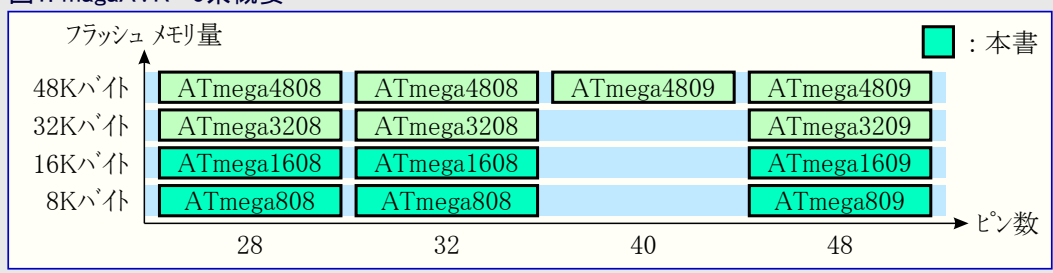 フラッシュ メモリ量
: 本書
48Kバイト ATmega4808 ATmega4808 ATmega4809 ATmega4809
32Kバイト ATmega3208 ATmega3208 ATmega3209
16Kバイト ATmega1608 ATmega1608 ATmega1609
8Kバイト ATmega808 ATmega808 ATmega809
ピン数
28 32 40 48